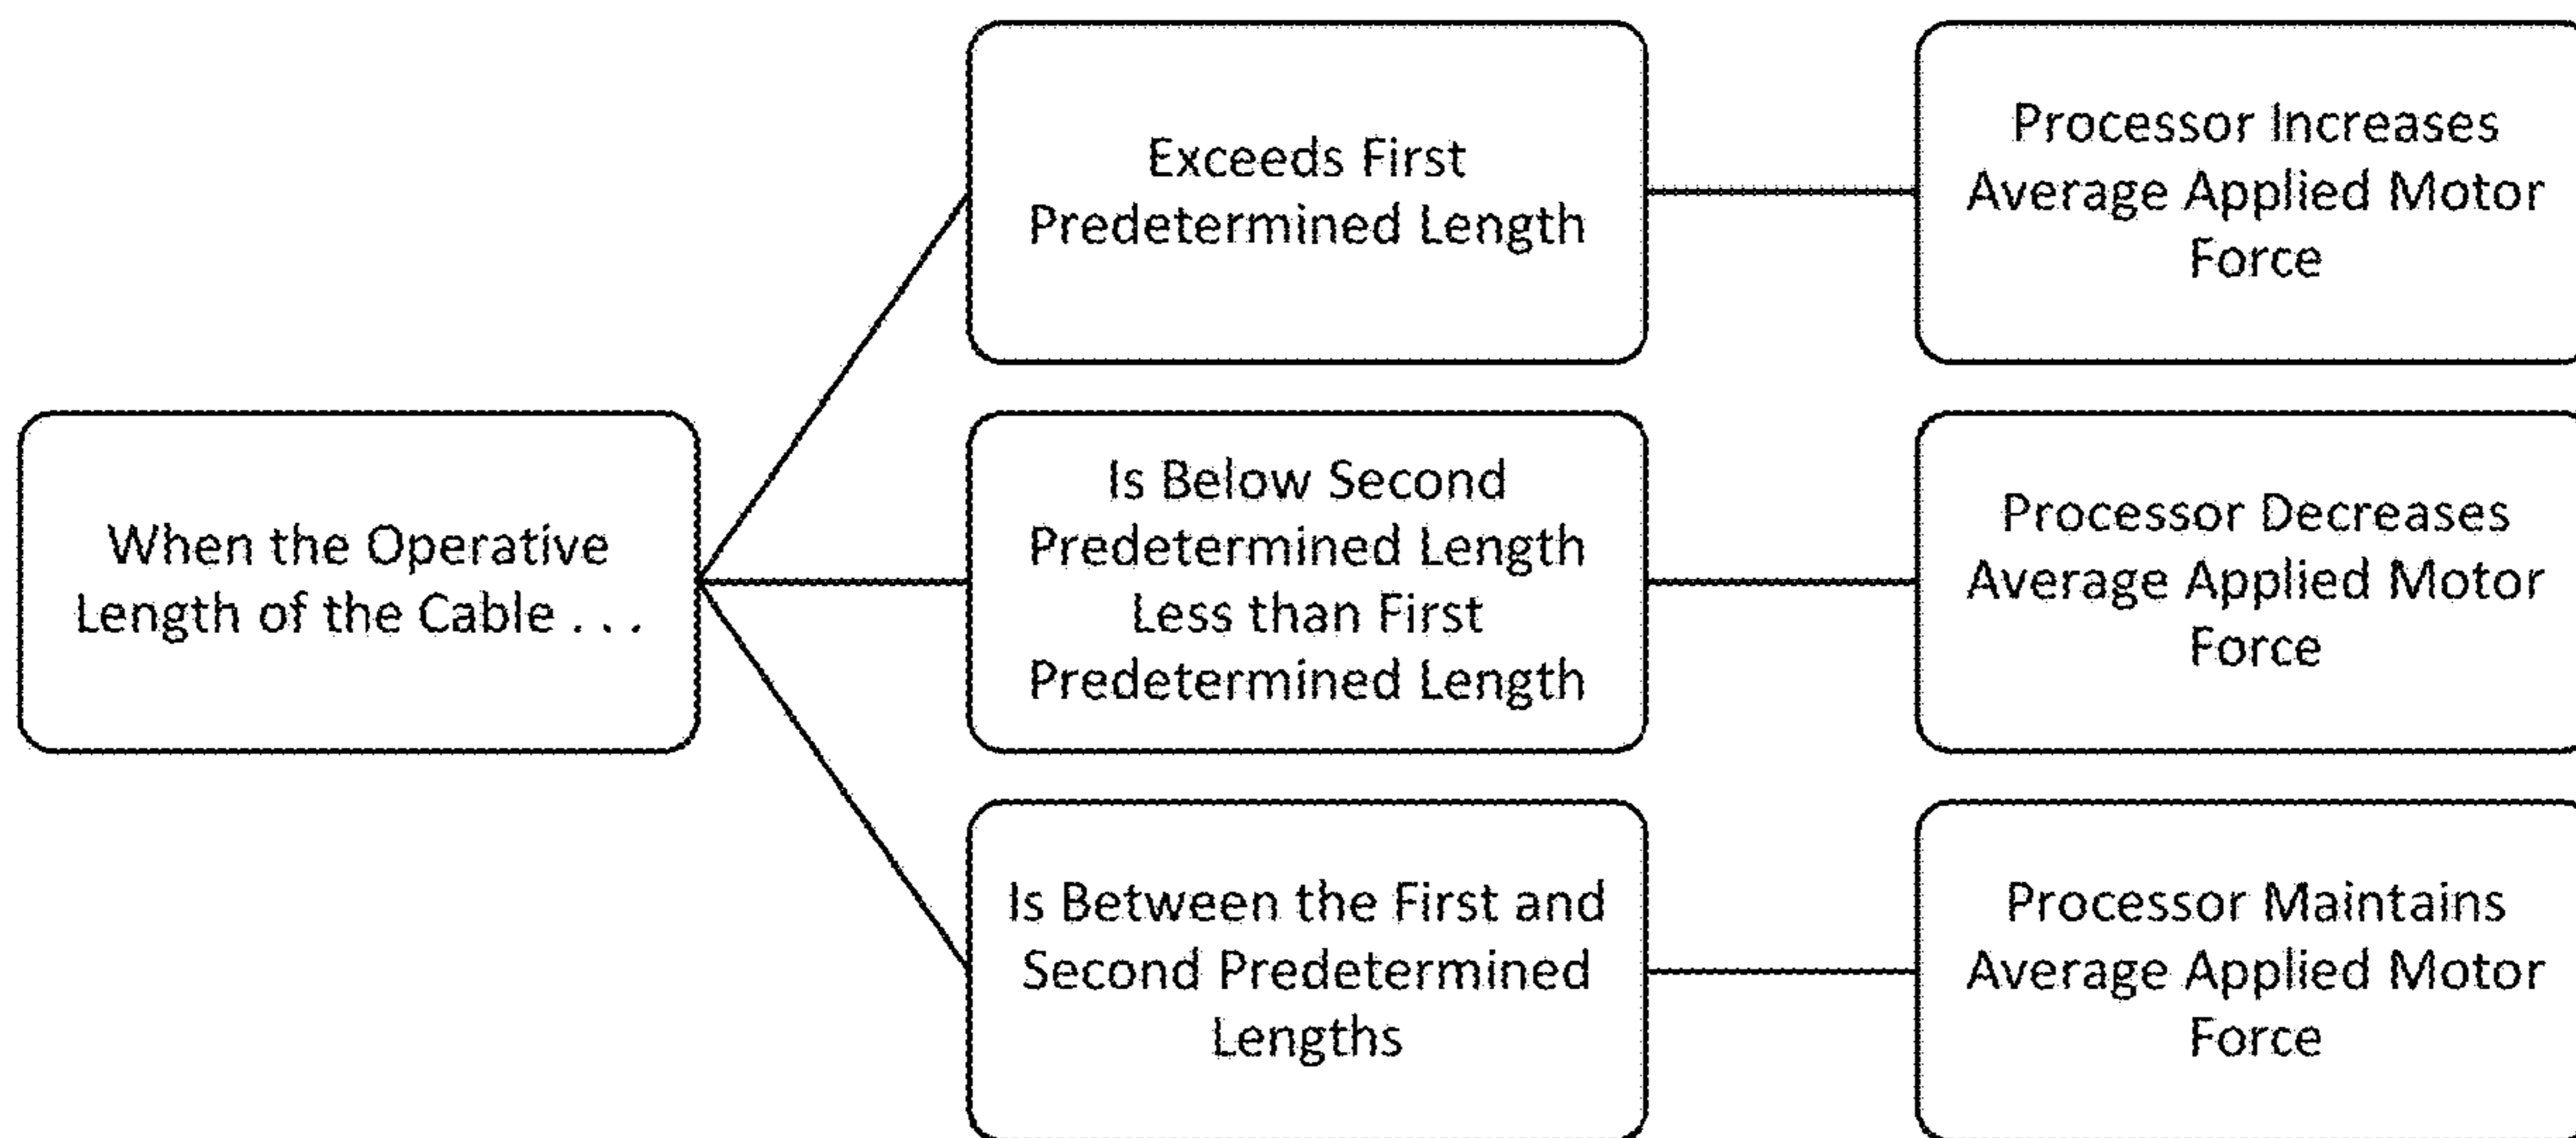 When the Operative
Length of the Cable . . .
Exceeds First
Predetermined Length
Processor Increases
Average Applied Motor
Force
Is Below Second
Predetermined Length
Less than First
Predetermined Length
Processor Decreases
Average Applied Motor
Force
Is Between the First and
Second Predetermined
Lengths
Processor Maintains
Average Applied Motor
Force